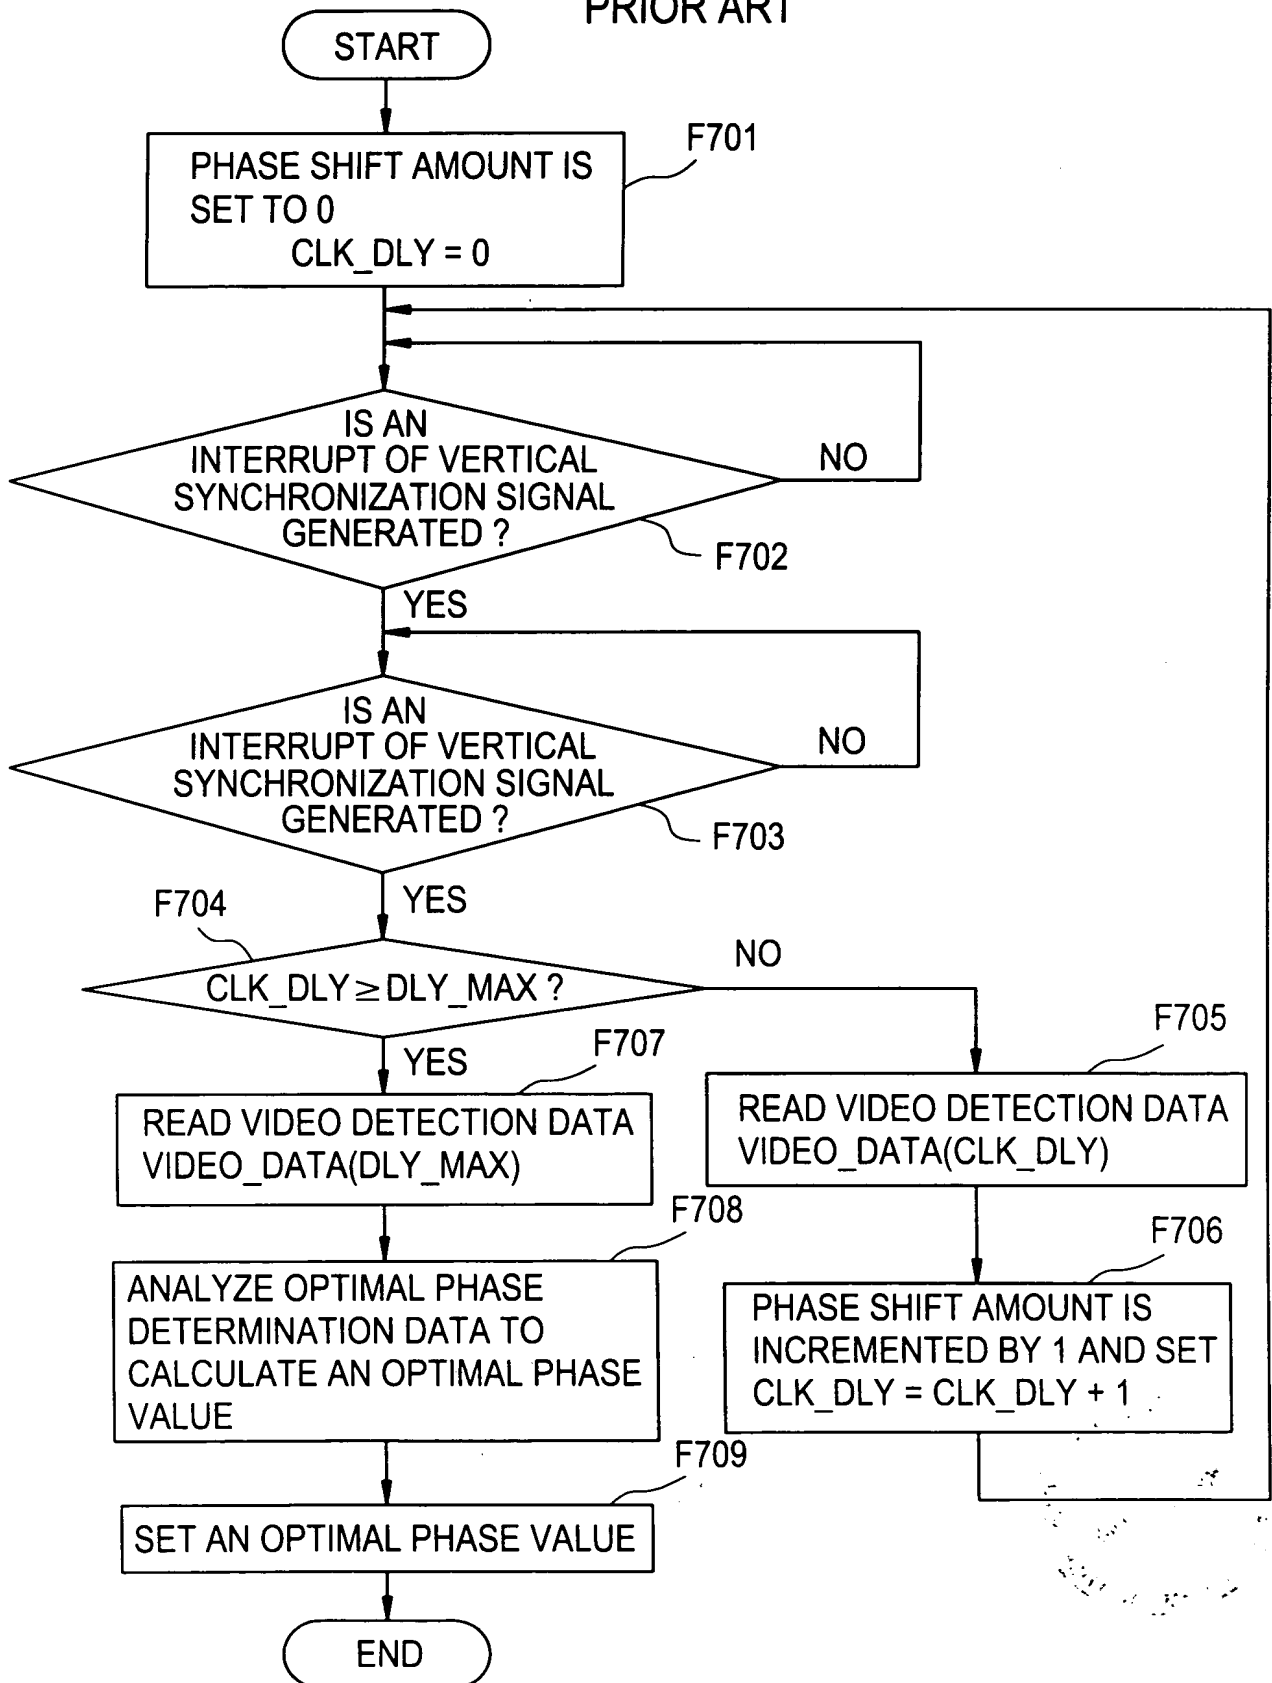 PRIOR ART
START
F701
PHASE SHIFT AMOUNT IS
SET TO 0
CLK_DLY = 0
IS AN
INTERRUPT OF VERTICAL
SYNCHRONIZATION SIGNAL
GENERATED ?
NO
F702
YES
IS AN
INTERRUPT OF VERTICAL
SYNCHRONIZATION SIGNAL
GENERATED ?
NO
F703
YES
F704
CLK_DLY ≥ DLY_MAX ?
NO
YES
F707
READ VIDEO DETECTION DATA
VIDEO_DATA(DLY_MAX)
F705
READ VIDEO DETECTION DATA
VIDEO_DATA(CLK_DLY)
F708
ANALYZE OPTIMAL PHASE
DETERMINATION DATA TO
CALCULATE AN OPTIMAL PHASE
VALUE
F706
PHASE SHIFT AMOUNT IS
INCREMENTED BY 1 AND SET
CLK_DLY = CLK_DLY + 1
F709
SET AN OPTIMAL PHASE VALUE
END